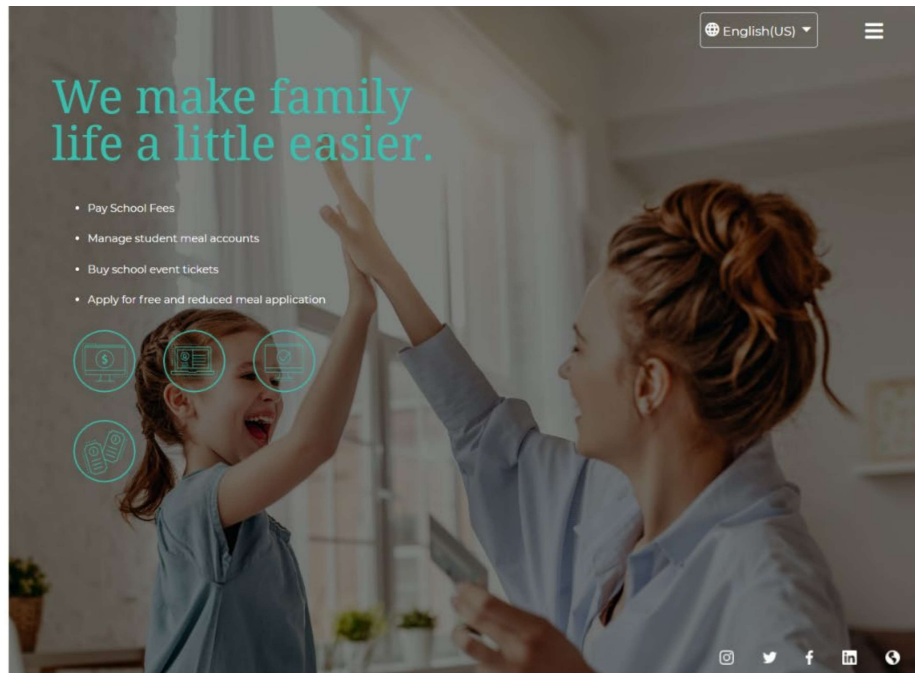 English(US)
We make family
life a little easier.
• Pay School Fees
• Manage student meal accounts
• Buy school event tickets
• Apply for free and reduced meal application